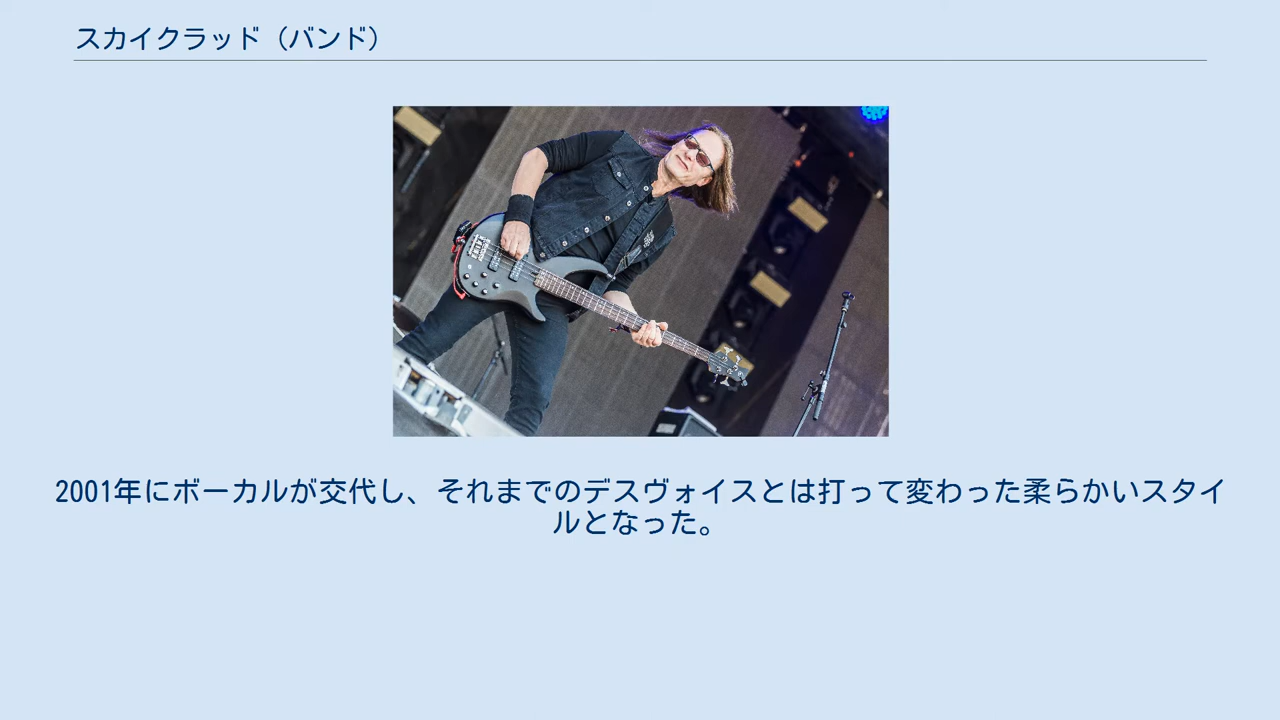 スカイクラッド（バンド）
2001年にボーカルが交代し、それまでのデスヴォイスとは打って変わった柔らかいスタイ
ルとなった。